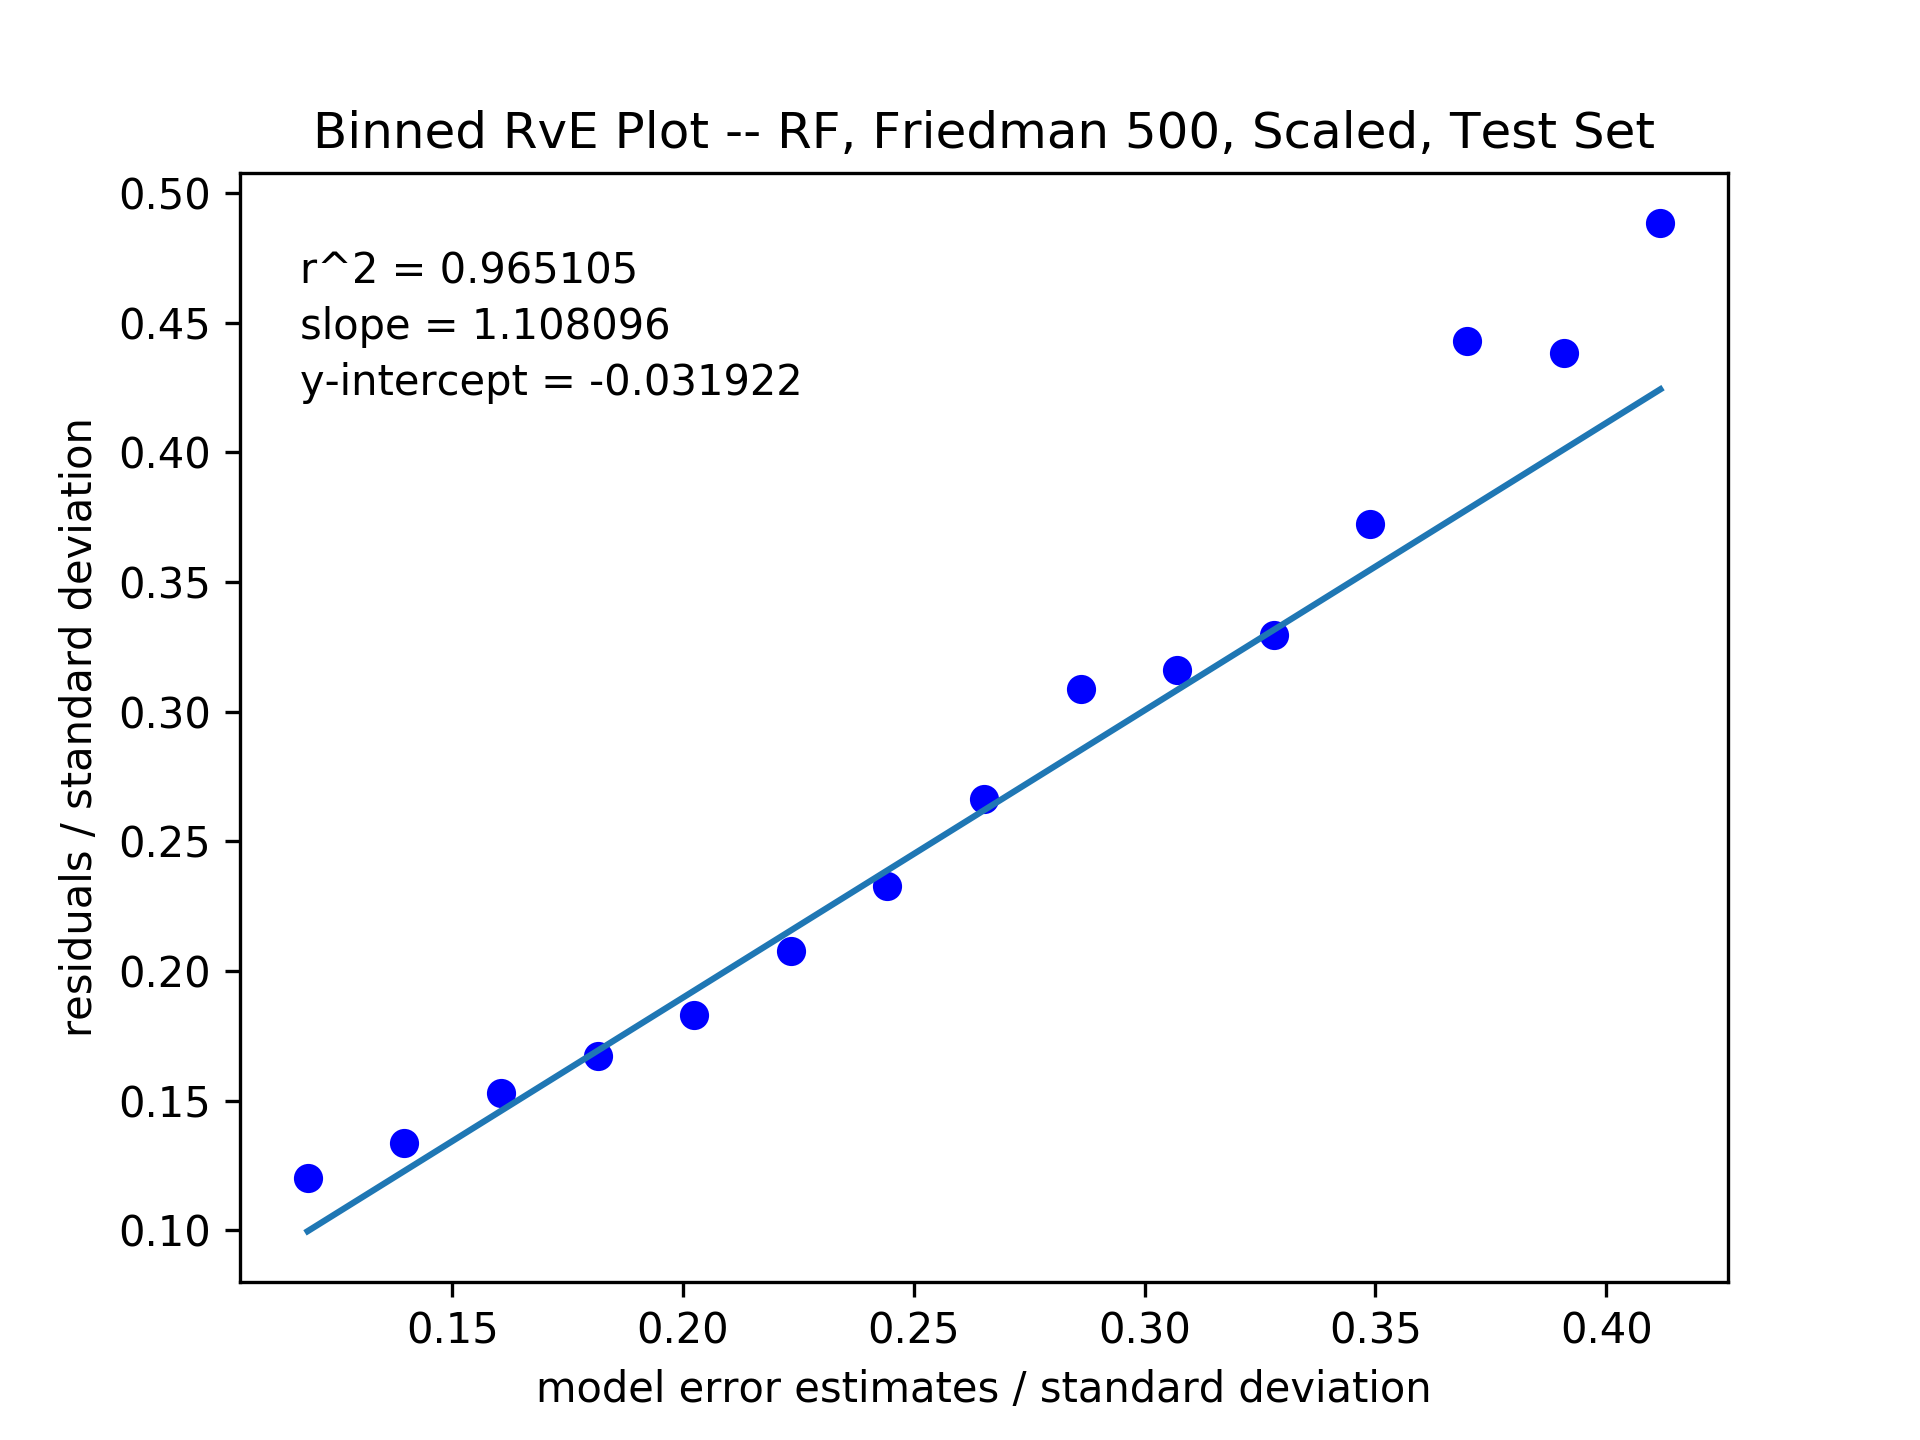 Binned RvE Plot -- RF, Friedman 500, Scaled, Test Set
r^2 = 0.965105
slope = 1.108096
y-intercept = -0.031922
residuals / standard deviation
0.50
0.45
0.40
0.35
0.30
0.25
0.20
0.15
0.10
0.15 0.20 0.25 0.30 0.35 0.40
model error estimates / standard deviation